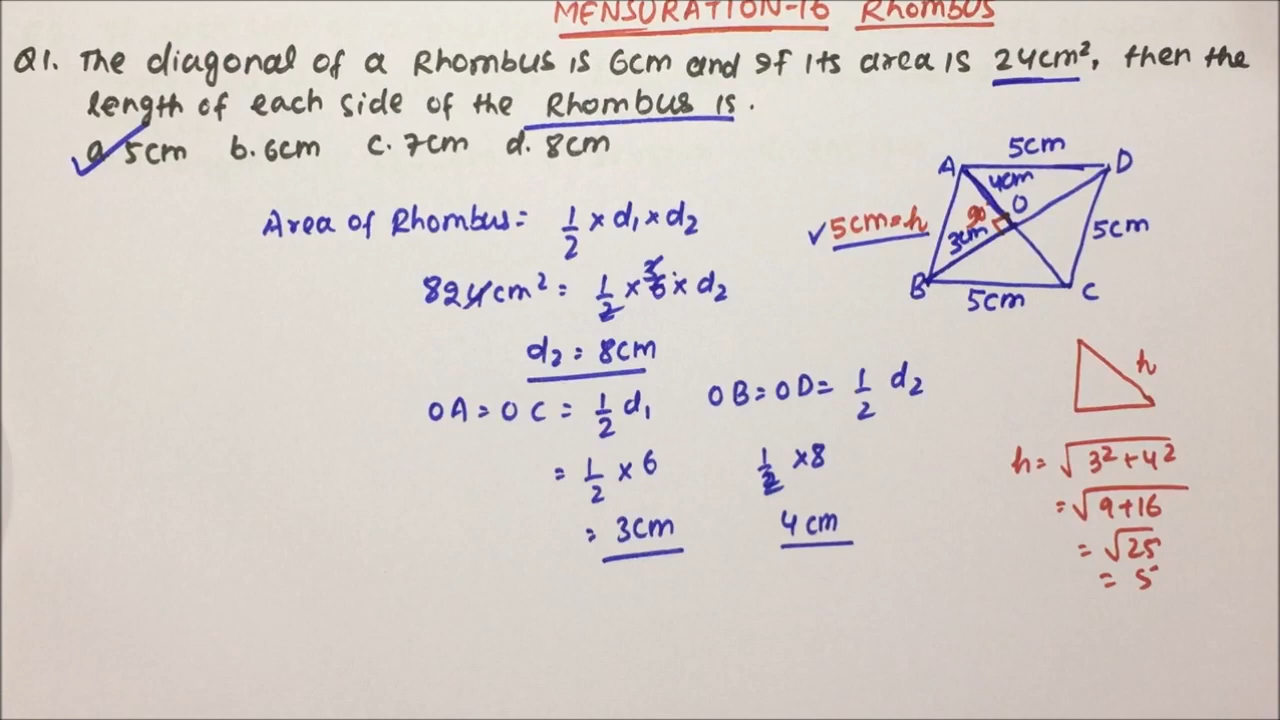 MENSURATION-16 Rhombus
Q1. The diagonal of a Rhombus is 6cm and If its area is 24cm², then the
length of each side of the Rhombus is.
a. 5cm b. 6cm c. 7cm d. 8cm
Area of Rhombus = 1/2 × d₁ × d₂
8 24cm² = 1/2 × 6 3 × d₂
d₂ = 8cm
OA = OC = 1/2 d₁ OB = OD = 1/2 d₂
= 1/2 × 6 1/2 × 8
= 3cm 4cm
5cm
A D
4cm
O
90
5cm = h
3cm
5cm
B C
5cm
h
h = √3² + 4²
= √9 + 16
= √25
= 5